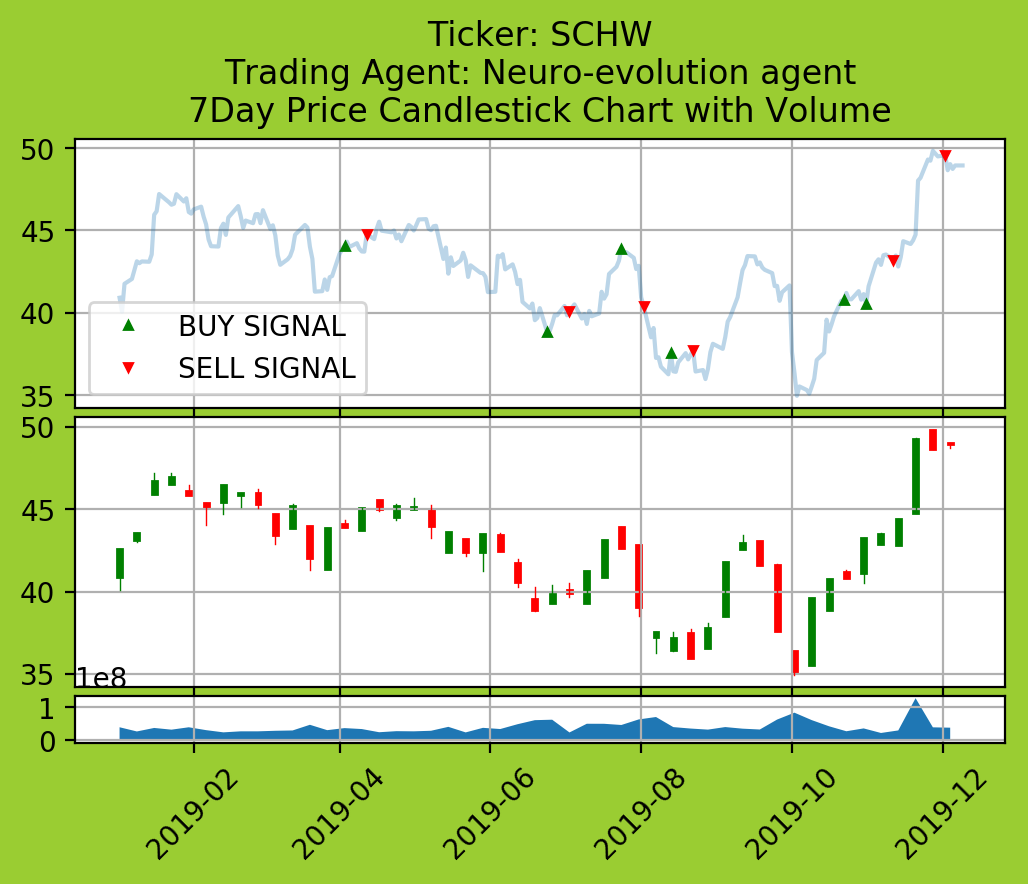 Ticker: SCHW
Trading Agent: Neuro-evolution agent
7Day Price Candlestick Chart with Volume
50
45
40
35
BUY SIGNAL
SELL SIGNAL
50
45
40
35
1e8
1
0
2019-02
2019-04
2019-06
2019-08
2019-10
2019-12